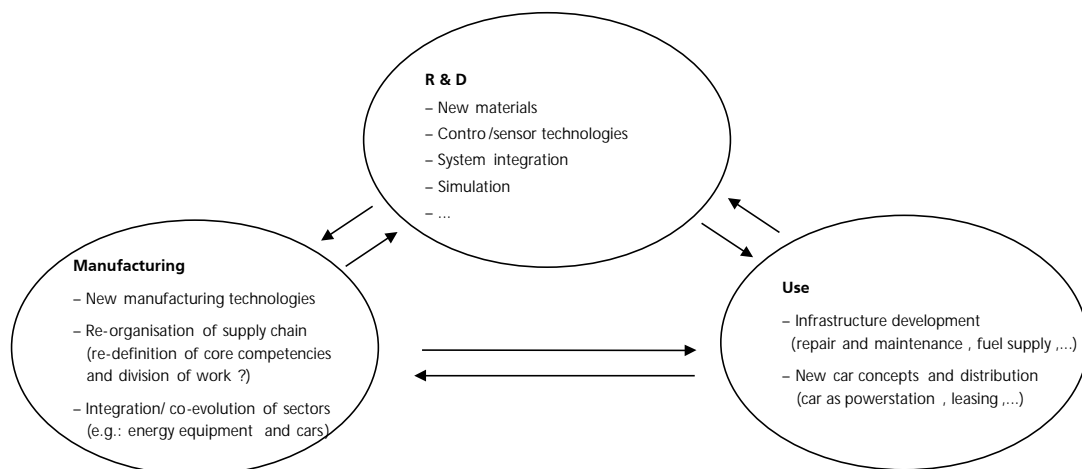 R & D
– New materials
– Contro/sensor technologies
– System integration
– Simulation
– ...
Manufacturing
– New manufacturing technologies
– Re-organisation of supply chain
(re-definition of core competencies
and division of work ?)
– Integration/ co-evolution of sectors
(e.g.: energy equipment and cars)
Use
– Infrastructure development
(repair and maintenance , fuel supply ,...)
– New car concepts and distribution
(car as powerstation , leasing ,...)